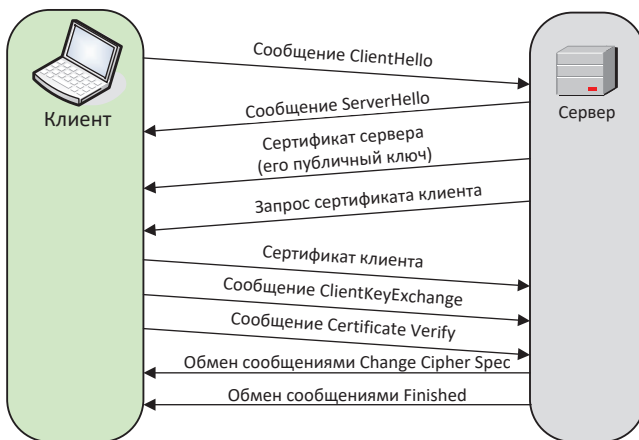 Клиент
Сервер
Сообщение ClientHello
Сообщение ServerHello
Сертификат сервера
(его публичный ключ)
Запрос сертификата клиента
Сертификат клиента
Сообщение ClientKeyExchange
Сообщение Certificate Verify
Обмен сообщениями Change Cipher Spec
Обмен сообщениями Finished